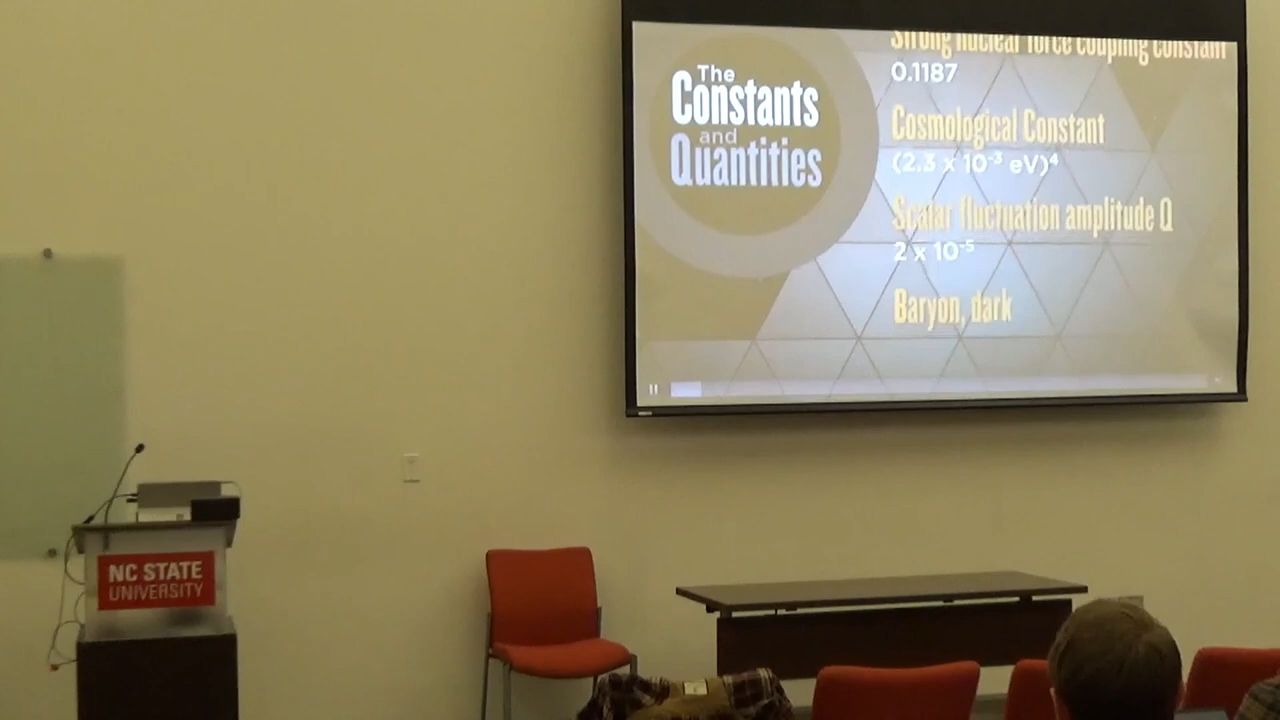 The
Constants
and
Quantities
Strong nuclear force coupling constant
0.1187
Cosmological Constant
(2.3 x 10⁻³ eV)⁴
Scalar fluctuation amplitude Q
2 x 10⁻⁵
Baryon, dark
NC STATE
UNIVERSITY